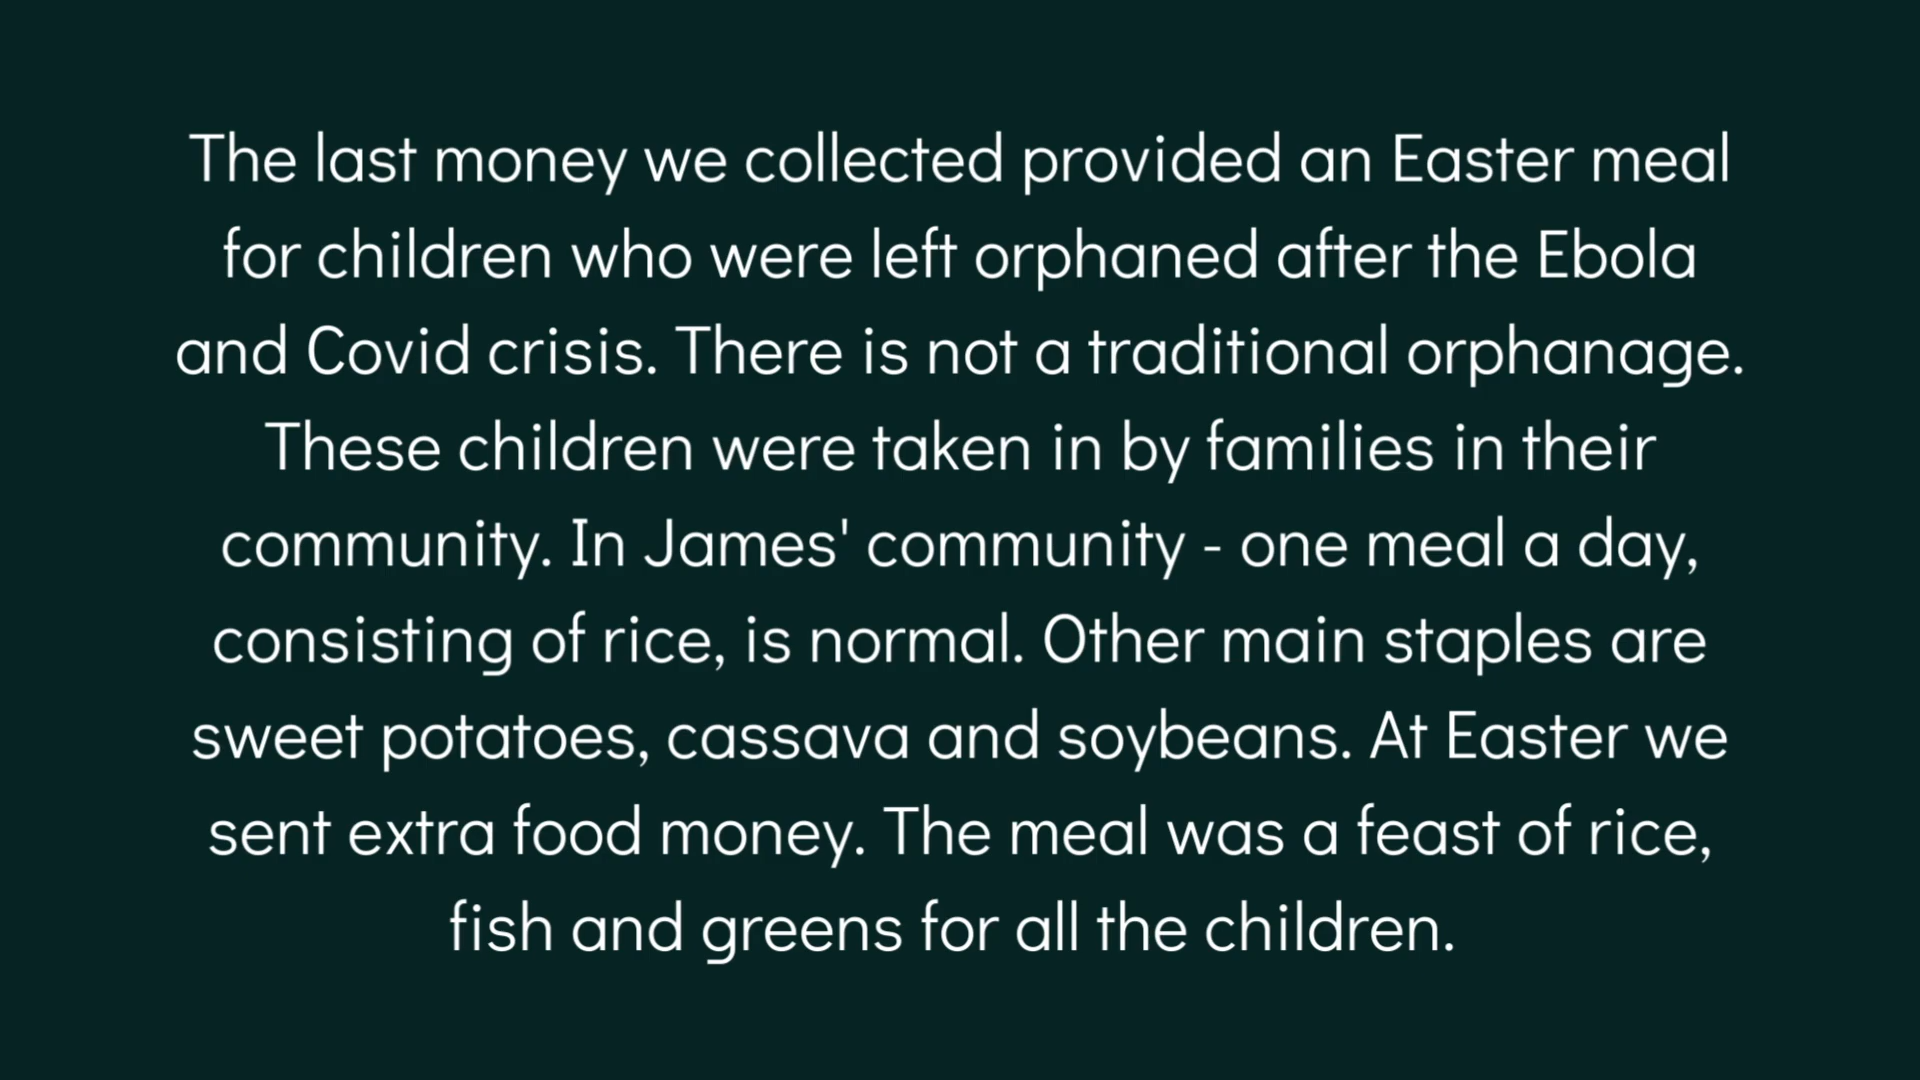 The last money we collected provided an Easter meal
for children who were left orphaned after the Ebola
and Covid crisis. There is not a traditional orphanage.
These children were taken in by families in their
community. In James' community - one meal a day,
consisting of rice, is normal. Other main staples are
sweet potatoes, cassava and soybeans. At Easter we
sent extra food money. The meal was a feast of rice,
fish and greens for all the children.